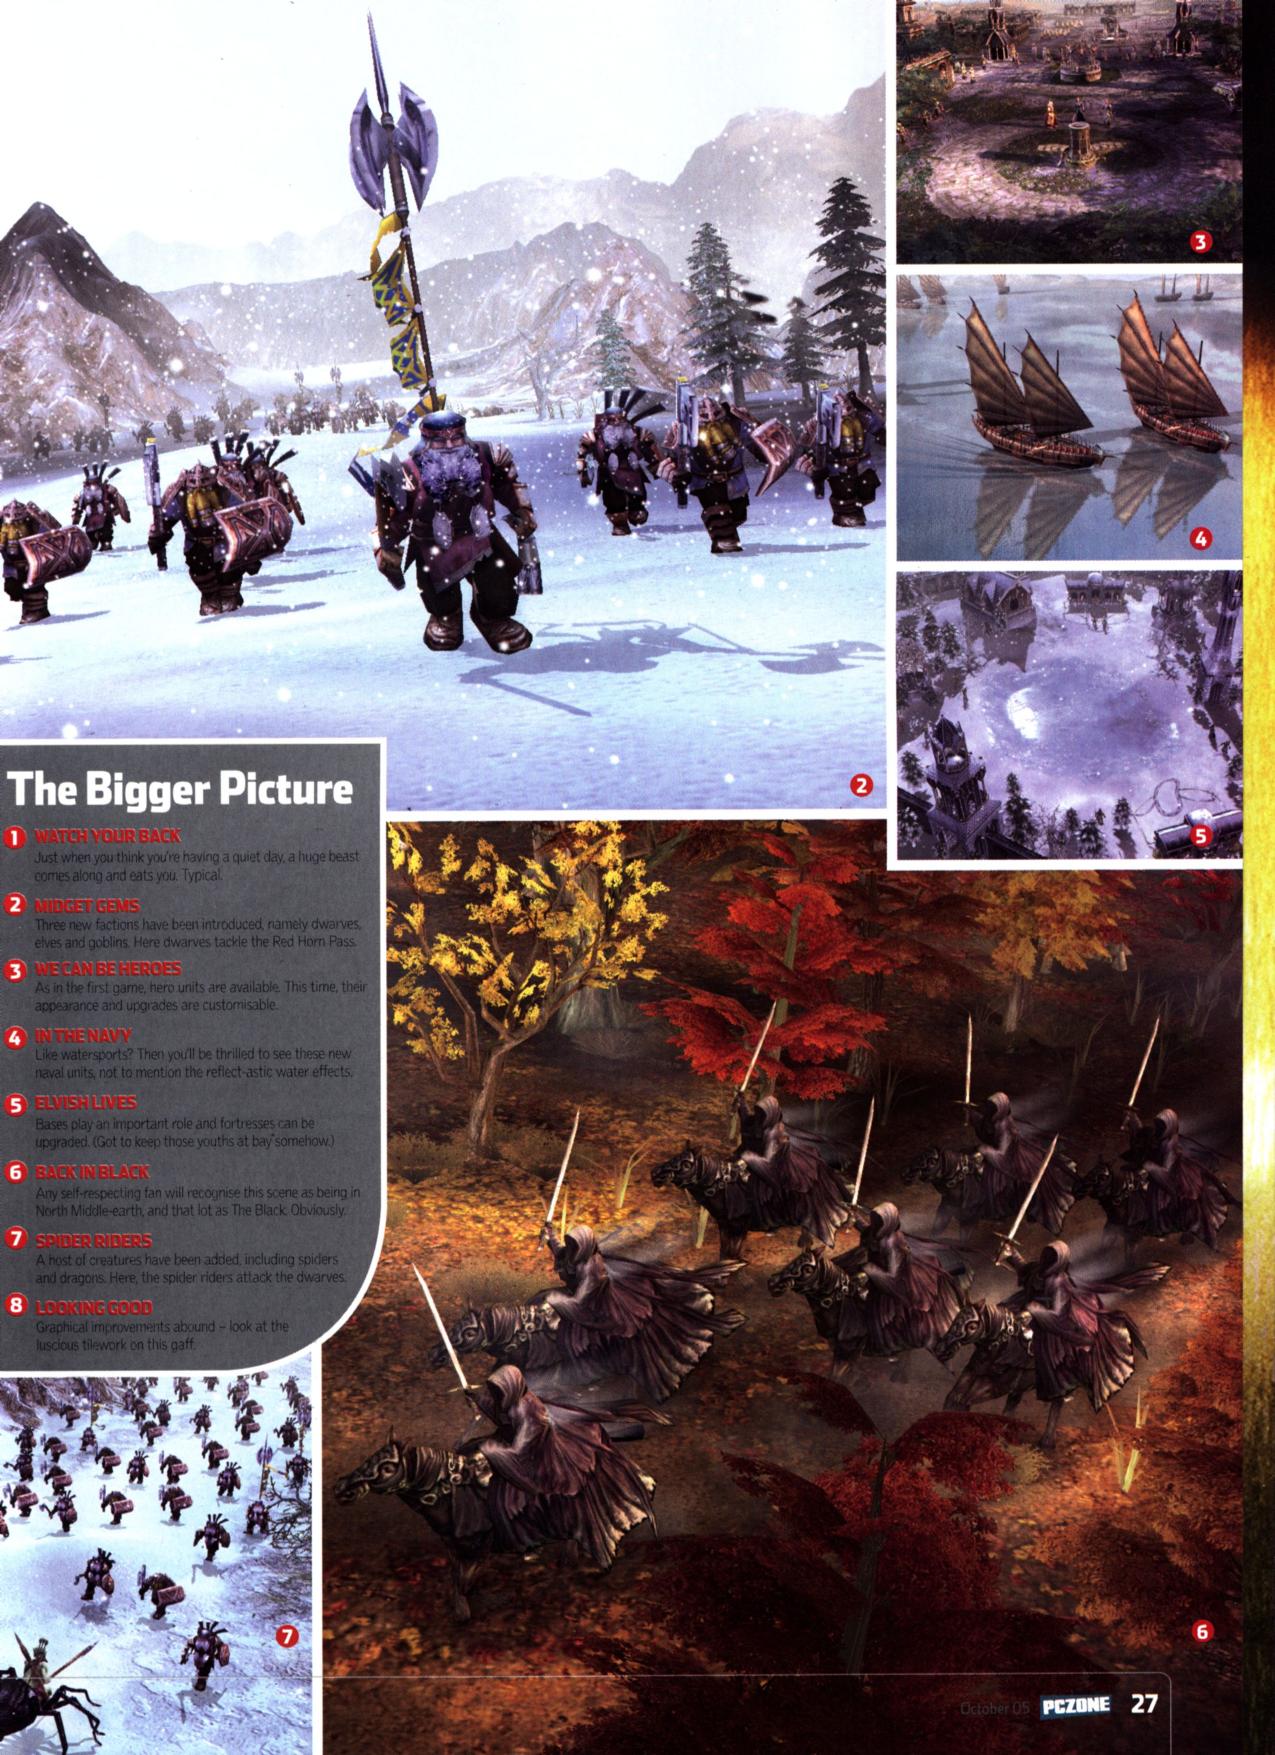 3
4
5
2
The Bigger Picture
1 WATCH YOUR BACK
Just when you think you're having a quiet day, a huge beast
comes along and eats you. Typical.
2 MIDGET GEMS
Three new factions have been introduced, namely dwarves,
elves and goblins. Here dwarves tackle the Red Horn Pass.
3 WE CAN BE HEROES
As in the first game, hero units are available. This time, their
appearance and upgrades are customisable.
4 IN THE NAVY
Like watersports? Then you'll be thrilled to see these new
naval units, not to mention the reflect-astic water effects.
5 ELVISH LIVES
Bases play an important role and fortresses can be
upgraded. (Got to keep those youths at bay somehow.)
6 BACK IN BLACK
Any self-respecting fan will recognise this scene as being in
North Middle-earth, and that lot as The Black. Obviously.
7 SPIDER RIDERS
A host of creatures have been added, including spiders
and dragons. Here, the spider riders attack the dwarves.
8 LOOKING GOOD
Graphical improvements abound – look at the
luscious tilework on this gaff.
7
6
October 05 PCZONE 27